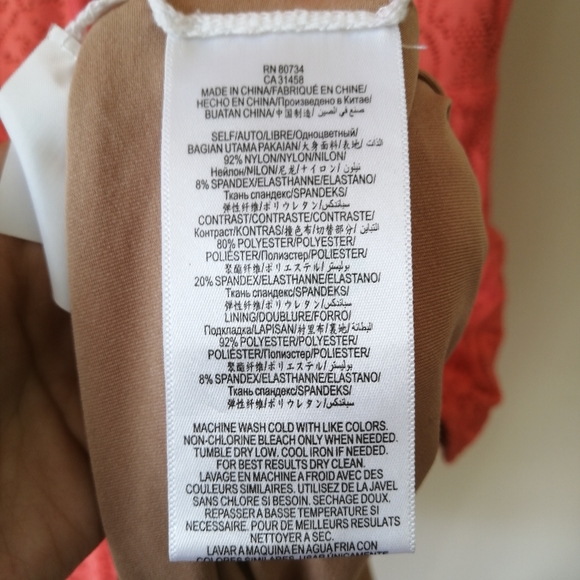 RN 80734
CA 31458
MADE IN CHINA/FABRIQUÉ EN CHINE/
HECHO EN CHINA/Произведено в Китае/
BUATAN CHINA/中国制造/ صنع في الصين/
SELF/AUTO/LIBRE/Одноцветный/
BAGIAN UTAMA PAKAIAN/大身面料/表地/ الذات/
92% NYLON/NYLON/NILON/
Нейлон/NILON/尼龙/ナイロン/ نيلون/
8% SPANDEX/ELASTHANNE/ELASTANO/
Ткань спандекс/SPANDEKS/
弹性纤维/ポリウレタン/سباندكس/
CONTRAST/CONTRASTE/CONTRASTE/
Контраст/KONTRAS/撞色布/切替部分/ التباين/
80% POLYESTER/POLYESTER/
POLIÉSTER/Полиэстер/POLIESTER/
聚酯纤维/ポリエステル/ بوليستر/
20% SPANDEX/ELASTHANNE/ELASTANO/
Ткань спандекс/SPANDEKS/
弹性纤维/ポリウレタン/سباندكس/
LINING/DOUBLURE/FORRO/
Подкладка/LAPISAN/衬里布/裏地/ البطانة/
92% POLYESTER/POLYESTER/
POLIÉSTER/Полиэстер/POLIESTER/
聚酯纤维/ポリエステル/ بوليستر/
8% SPANDEX/ELASTHANNE/ELASTANO/
Ткань спандекс/SPANDEKS/
弹性纤维/ポリウレタン/سباندكس/
MACHINE WASH COLD WITH LIKE COLORS.
NON-CHLORINE BLEACH ONLY WHEN NEEDED.
TUMBLE DRY LOW. COOL IRON IF NEEDED.
FOR BEST RESULTS DRY CLEAN.
LAVAGE EN MACHINE A FROID AVEC DES
COULEURS SIMILAIRES. UTILISEZ DE LA JAVEL
SANS CHLORE SI BESOIN. SECHAGE DOUX.
REPASSER A BASSE TEMPERATURE SI
NECESSAIRE. POUR DE MEILLEURS RESULATS
NETTOYER A SEC.
LAVAR A MAQUINA EN AGUA FRIA CON
COLORES SIMILARES. USAR UNICAMENTE